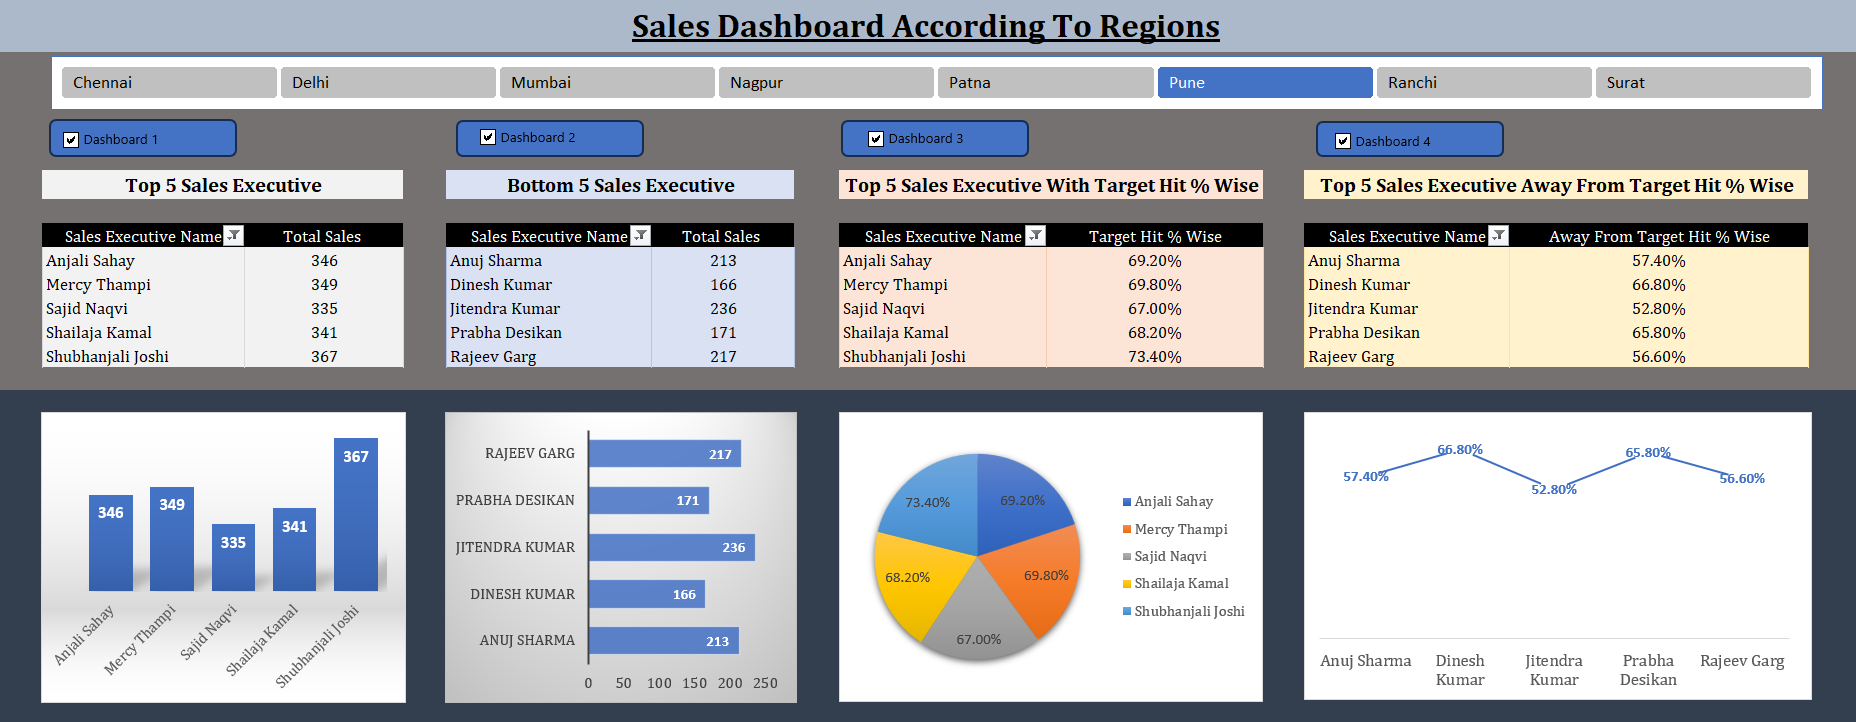 Sales Dashboard According To Regions
Chennai Delhi Mumbai Nagpur Patna Pune Ranchi Surat
Dashboard 1 Dashboard 2 Dashboard 3 Dashboard 4
Top 5 Sales Executive
Sales Executive Name Total Sales
Anjali Sahay 346
Mercy Thampi 349
Sajid Naqvi 335
Shailaja Kamal 341
Shubhanjali Joshi 367
Bottom 5 Sales Executive
Sales Executive Name Total Sales
Anuj Sharma 213
Dinesh Kumar 166
Jitendra Kumar 236
Prabha Desikan 171
Rajeev Garg 217
Top 5 Sales Executive With Target Hit % Wise
Sales Executive Name Target Hit % Wise
Anjali Sahay 69.20%
Mercy Thampi 69.80%
Sajid Naqvi 67.00%
Shailaja Kamal 68.20%
Shubhanjali Joshi 73.40%
Top 5 Sales Executive Away From Target Hit % Wise
Sales Executive Name Away From Target Hit % Wise
Anuj Sharma 57.40%
Dinesh Kumar 66.80%
Jitendra Kumar 52.80%
Prabha Desikan 65.80%
Rajeev Garg 56.60%
346 349 335 341 367
Anjali Sahay
Mercy Thampi
Sajid Naqvi
Shailaja Kamal
Shubhanjali Joshi
RAJEEV GARG 217
PRABHA DESIKAN 171
JITENDRA KUMAR 236
DINESH KUMAR 166
ANUJ SHARMA 213
0 50 100 150 200 250
73.40% 69.20%
68.20% 69.80%
67.00%
Anjali Sahay
Mercy Thampi
Sajid Naqvi
Shailaja Kamal
Shubhanjali Joshi
57.40% 66.80% 52.80% 65.80% 56.60%
Anuj Sharma
Dinesh
Kumar
Jitendra
Kumar
Prabha
Desikan
Rajeev Garg